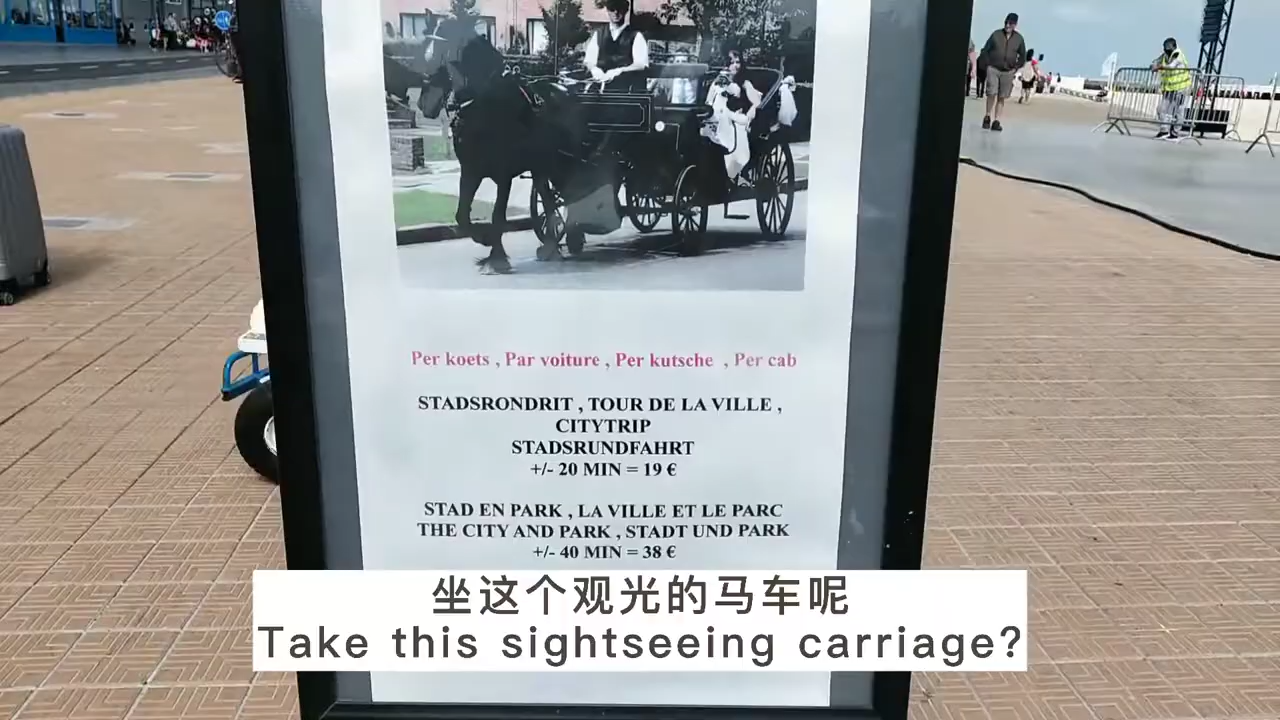 Per koets , Par voiture , Per kutsche , Per cab
STADSRONDRIT , TOUR DE LA VILLE ,
CITYTRIP
STADSRUNDFAHRT
+/- 20 MIN = 19 €
STAD EN PARK , LA VILLE ET LE PARC
THE CITY AND PARK , STADT UND PARK
+/- 40 MIN = 38 €
坐这个观光的马车呢
Take this sightseeing carriage?